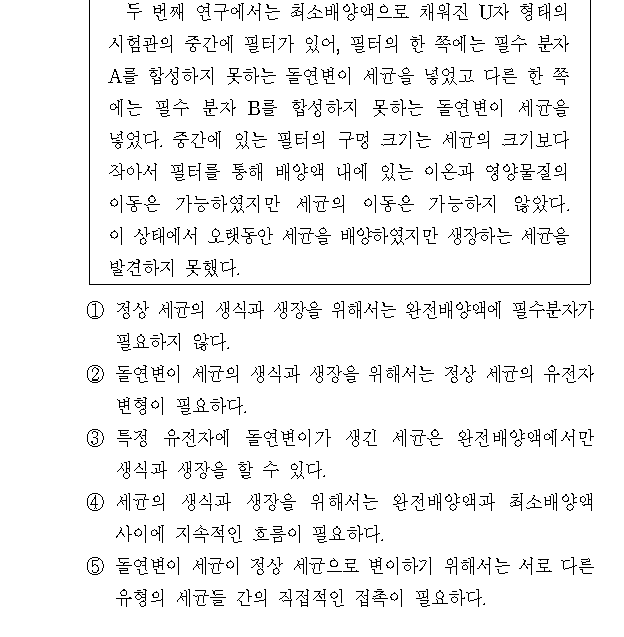 두 번째 연구에서는 최소배양액으로 채워진 U자 형태의
시험관의 중간에 필터가 있어, 필터의 한 쪽에는 필수 분자
A를 합성하지 못하는 돌연변이 세균을 넣었고 다른 한 쪽
에는 필수 분자 B를 합성하지 못하는 돌연변이 세균을
넣었다. 중간에 있는 필터의 구멍 크기는 세균의 크기보다
작아서 필터를 통해 배양액 내에 있는 이온과 영양물질의
이동은 가능하였지만 세균의 이동은 가능하지 않았다.
이 상태에서 오랫동안 세균을 배양하였지만 생장하는 세균을
발견하지 못했다.
① 정상 세균의 생식과 생장을 위해서는 완전배양액에 필수분자가
필요하지 않다.
② 돌연변이 세균의 생식과 생장을 위해서는 정상 세균의 유전자
변형이 필요하다.
③ 특정 유전자에 돌연변이가 생긴 세균은 완전배양액에서만
생식과 생장을 할 수 있다.
④ 세균의 생식과 생장을 위해서는 완전배양액과 최소배양액
사이에 지속적인 흐름이 필요하다.
⑤ 돌연변이 세균이 정상 세균으로 변이하기 위해서는 서로 다른
유형의 세균들 간의 직접적인 접촉이 필요하다.